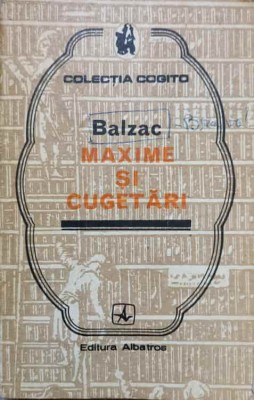 COLECȚIA COGITO
Balzac
MAXIME
ȘI
CUGETĂRI
Editura Albatros